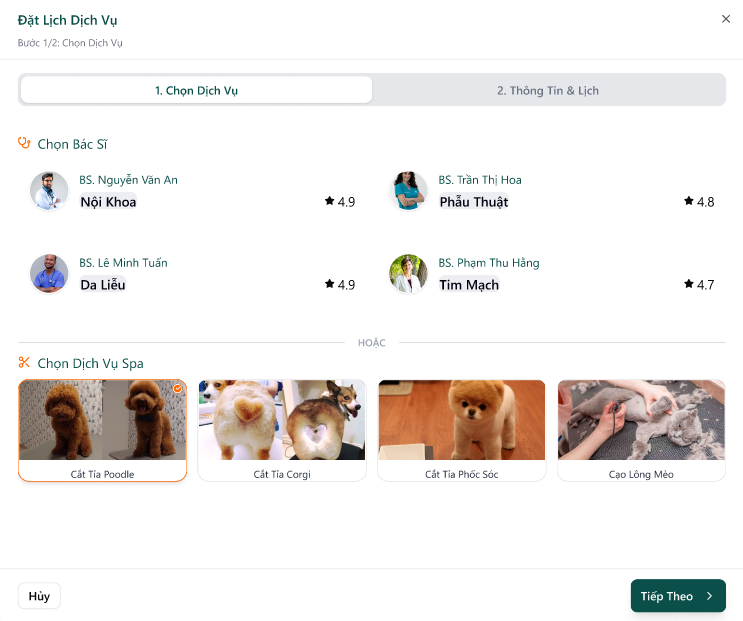 Đặt Lịch Dịch Vụ
Bước 1/2: Chọn Dịch Vụ
1. Chọn Dịch Vụ
2. Thông Tin & Lịch
Chọn Bác Sĩ
BS. Nguyễn Văn An
Nội Khoa
4.9
BS. Trần Thị Hoa
Phẫu Thuật
4.8
BS. Lê Minh Tuấn
Da Liễu
4.9
BS. Phạm Thu Hằng
Tim Mạch
4.7
HOẶC
Chọn Dịch Vụ Spa
Cắt Tỉa Poodle
Cắt Tỉa Corgi
Cắt Tỉa Phốc Sóc
Cạo Lông Mèo
Hủy
Tiếp Theo